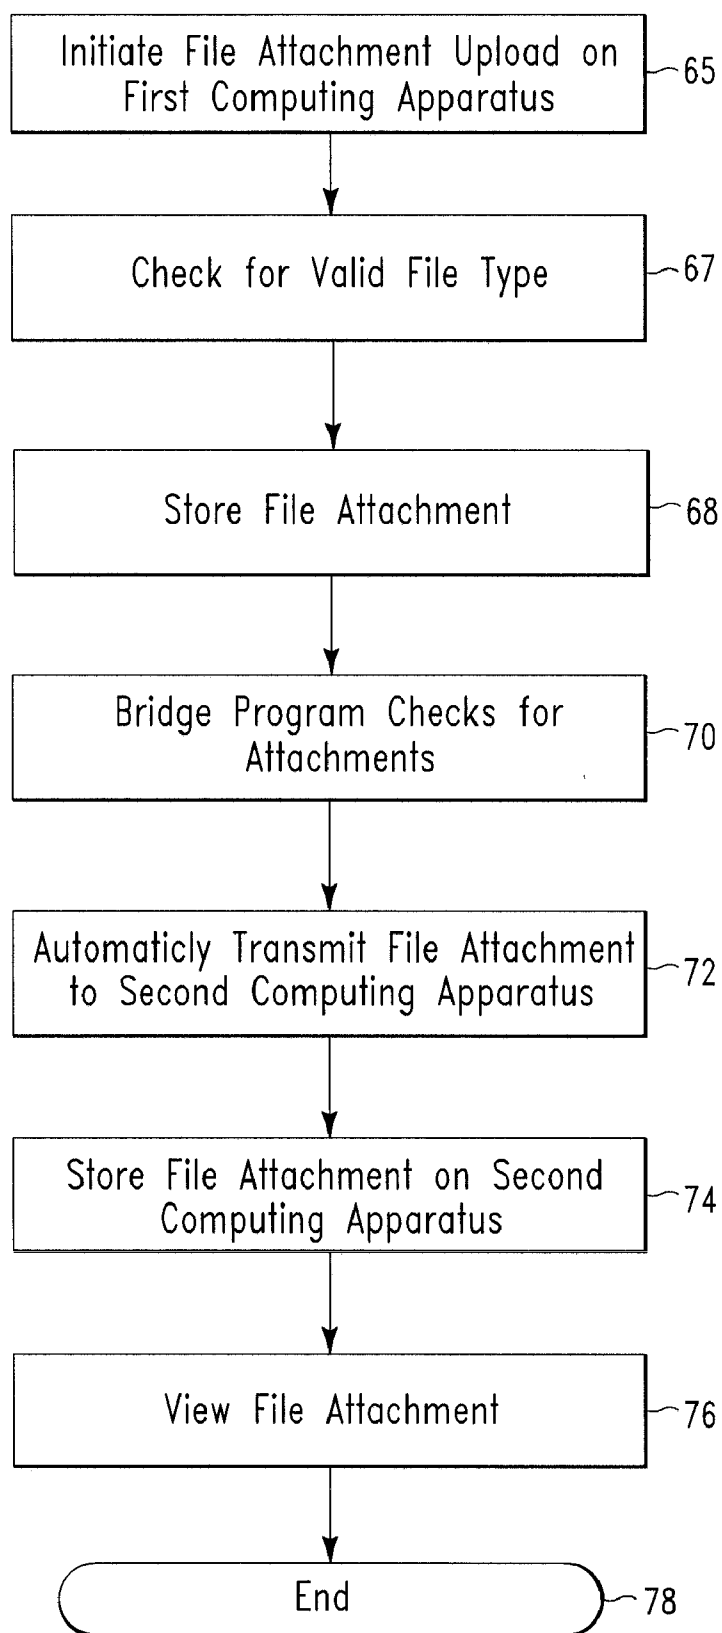 Initiate File Attachment Upload on
First Computing Apparatus
65
Check for Valid File Type
67
Store File Attachment
68
Bridge Program Checks for
Attachments
70
Automaticly Transmit File Attachment
to Second Computing Apparatus
72
Store File Attachment on Second
Computing Apparatus
74
View File Attachment
76
End
78